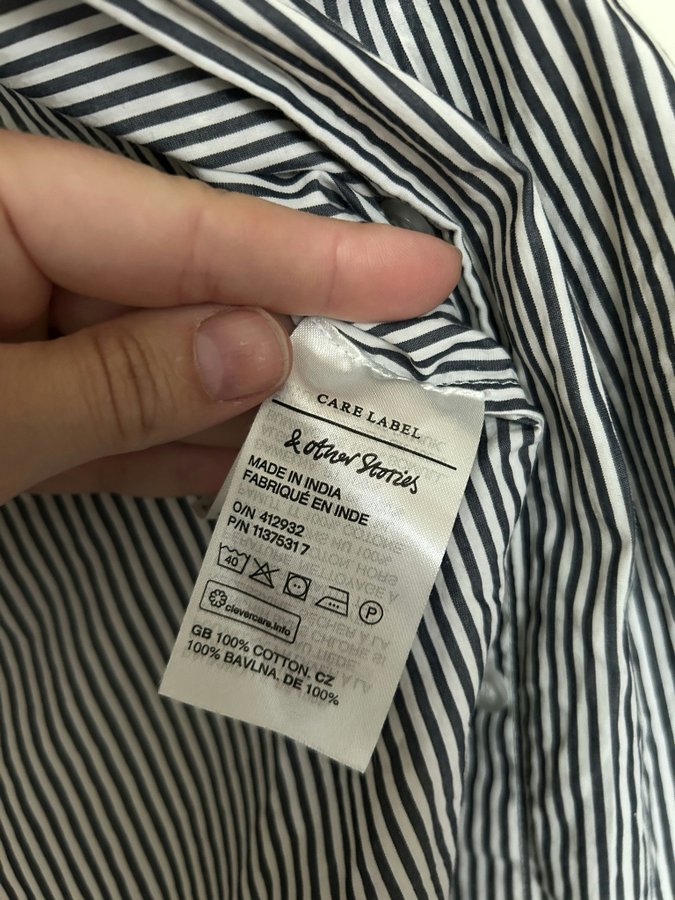 CARE LABEL
& other Stories
MADE IN INDIA
FABRIQUÉ EN INDE
O/N 412932
P/N 11375317
40 P
clevercare.info
GB 100% COTTON. CZ
100% BAVLNA. DE 100%